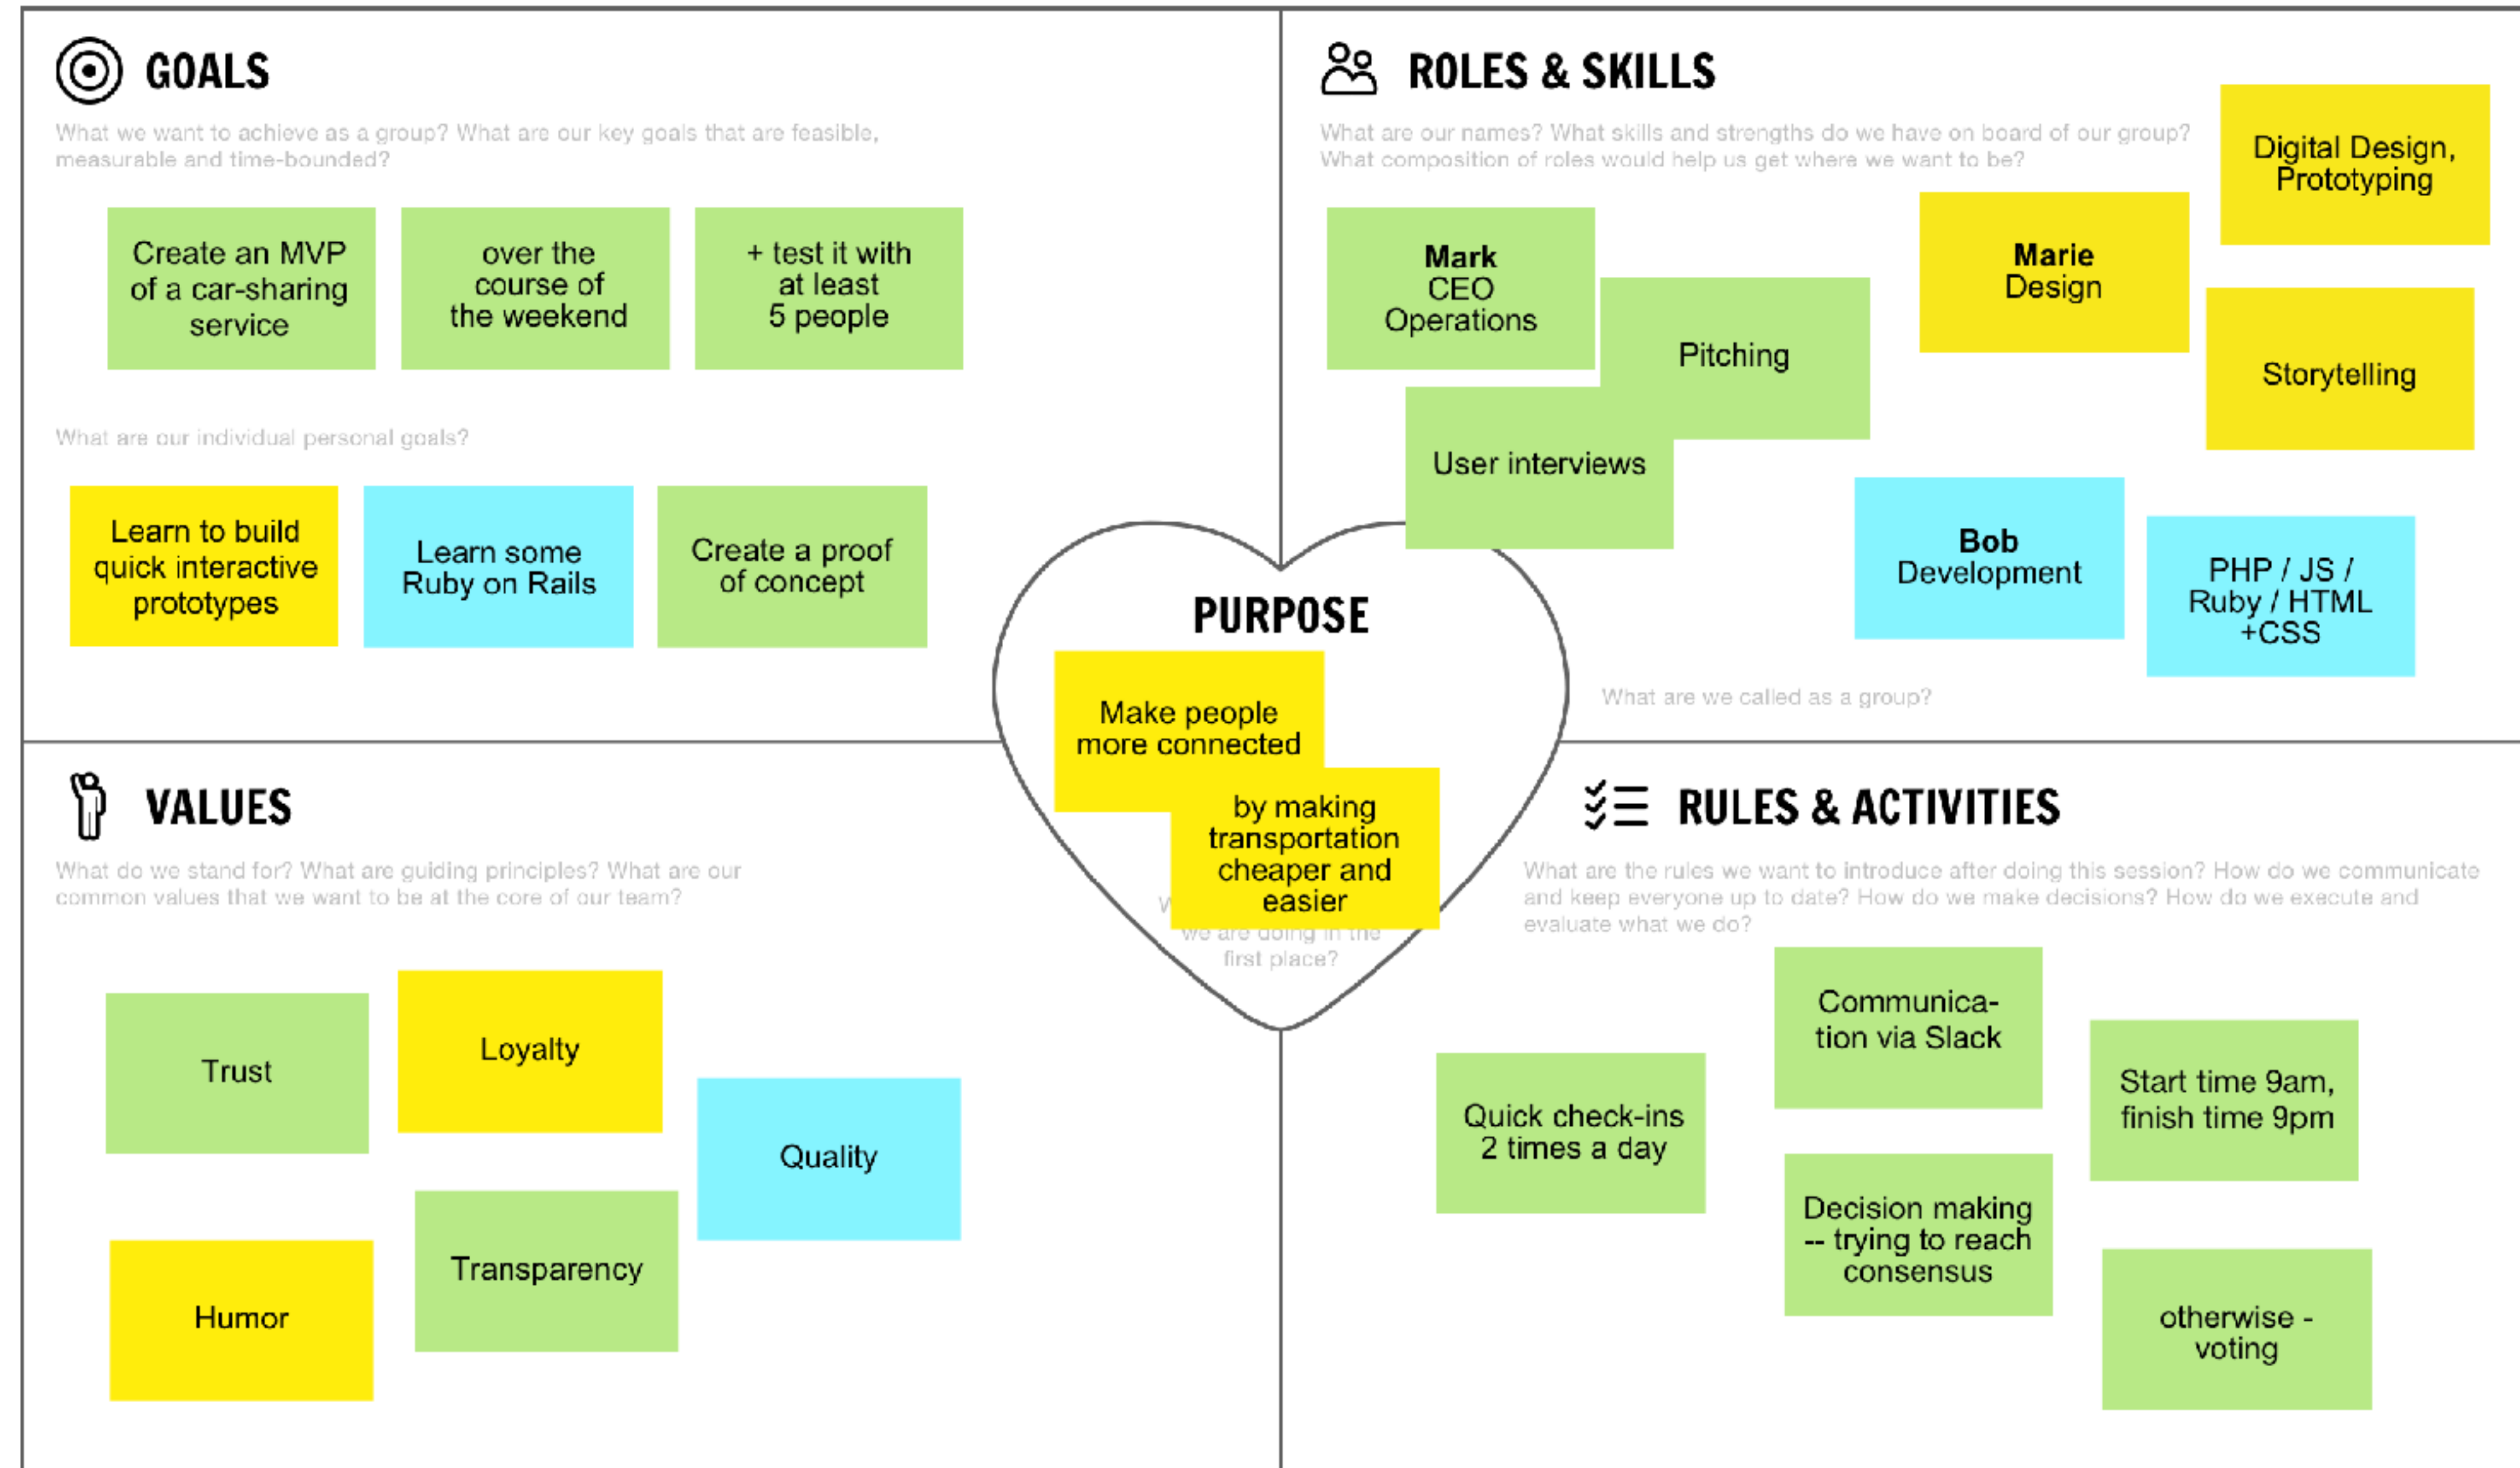 GOALS
What we want to achieve as a group? What are our key goals that are feasible,
measurable and time-bounded?
Create an MVP
of a car-sharing
service
over the
course of
the weekend
+ test it with
at least
5 people
What are our individual personal goals?
Learn to build
quick interactive
prototypes
Learn some
Ruby on Rails
Create a proof
of concept
ROLES & SKILLS
What are our names? What skills and strengths do we have on board of our group?
What composition of roles would help us get where we want to be?
Mark
CEO
Operations
Pitching
User interviews
Marie
Design
Digital Design,
Prototyping
Storytelling
Bob
Development
PHP / JS /
Ruby / HTML
+CSS
What are we called as a group?
PURPOSE
Make people
more connected
by making
transportation
cheaper and
easier
we are doing in the
first place?
VALUES
What do we stand for? What are guiding principles? What are our
common values that we want to be at the core of our team?
Trust
Loyalty
Quality
Humor
Transparency
RULES & ACTIVITIES
What are the rules we want to introduce after doing this session? How do we communicate
and keep everyone up to date? How do we make decisions? How do we execute and
evaluate what we do?
Quick check-ins
2 times a day
Communica-
tion via Slack
Start time 9am,
finish time 9pm
Decision making
-- trying to reach
consensus
otherwise -
voting